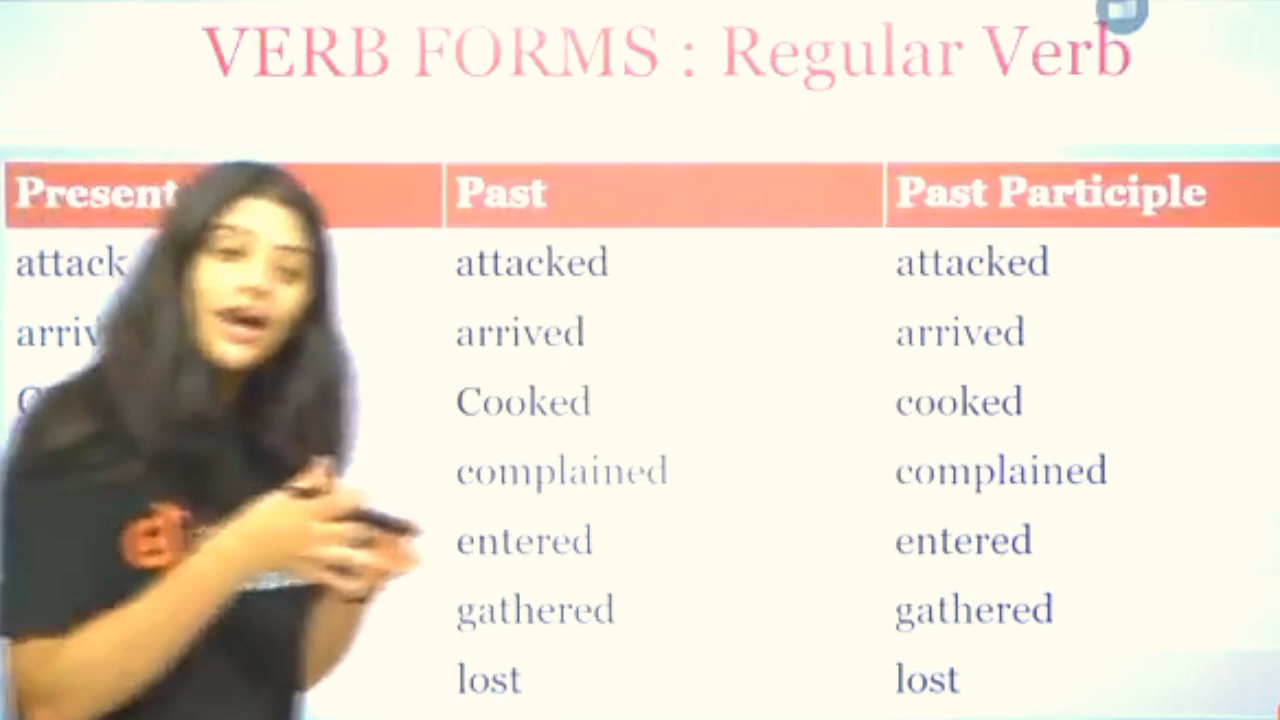 VERB FORMS : Regular Verb
Present Past Past Participle
attack attacked attacked
arrived arrived
Cooked cooked
complained complained
entered entered
gathered gathered
lost lost